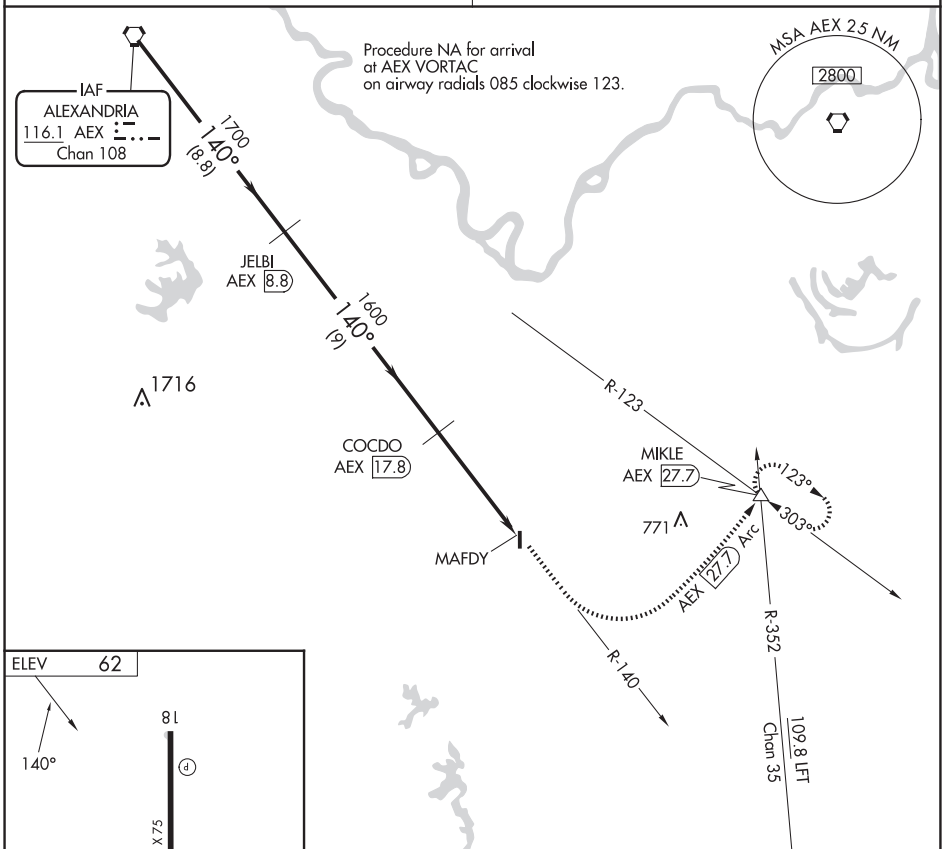 Procedure NA for arrival
at AEX VORTAC
on airway radials 085 clockwise 123.
MSA AEX 25 NM
2800
IAF
ALEXANDRIA
116.1 AEX
Chan 108
1700
140°
(8.8)
JELBI
AEX 8.8
1600
140°
(9)
1716
R-123
COCDO
AEX 17.8
MIKLE
AEX 27.7
123°
303°
771
MAFDY
AEX 27.7 Arc
R-352
R-140
109.8 LFT
Chan 35
ELEV 62
140°
18
P
X 75